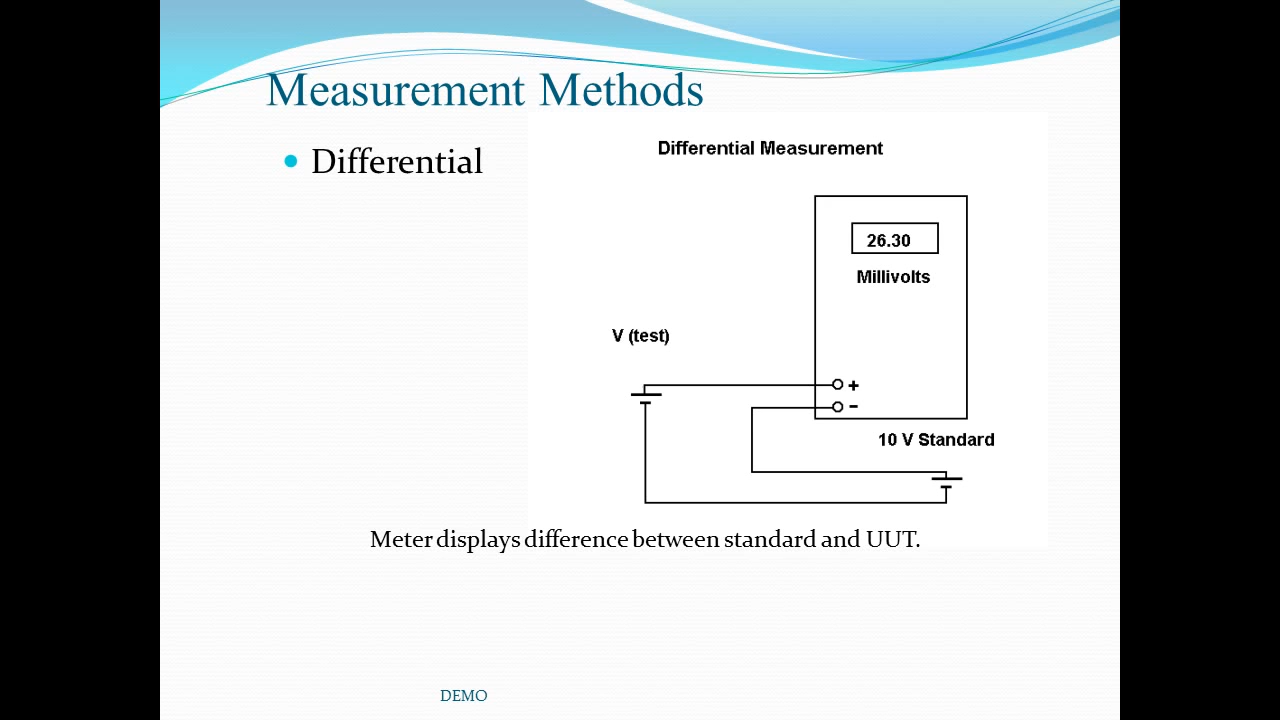 Measurement Methods
• Differential
Differential Measurement
26.30
Millivolts
V (test)
+
−
10 V Standard
Meter displays difference between standard and UUT.
DEMO